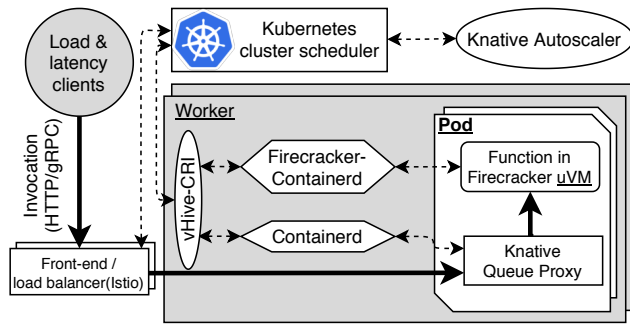 Load &
latency
clients
Kubernetes
cluster scheduler
Knative Autoscaler
Invocation
(HTTP/gRPC)
Worker
vHive-CRI
Firecracker-
Containerd
Containerd
Pod
Function in
Firecracker uVM
Knative
Queue Proxy
Front-end /
load balancer(Istio)